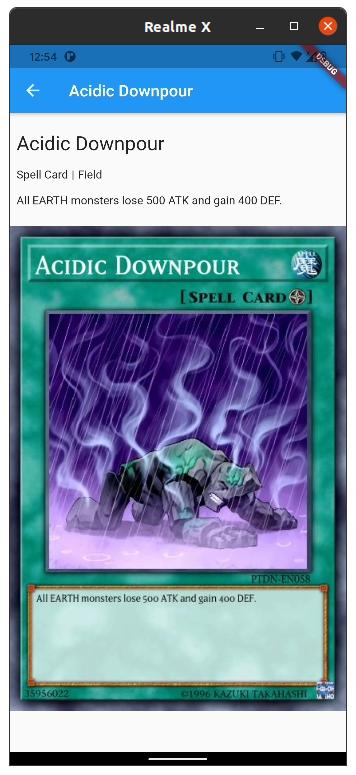 Realme X
12:54
DEBUG
Acidic Downpour
Acidic Downpour
Spell Card | Field
All EARTH monsters lose 500 ATK and gain 400 DEF.
ACIDIC DOWNPOUR
[SPELL CARD]
PTDN-EN058
All EARTH monsters lose 500 ATK and gain 400 DEF.
15956022 ©1996 KAZUKI TAKAHASHI